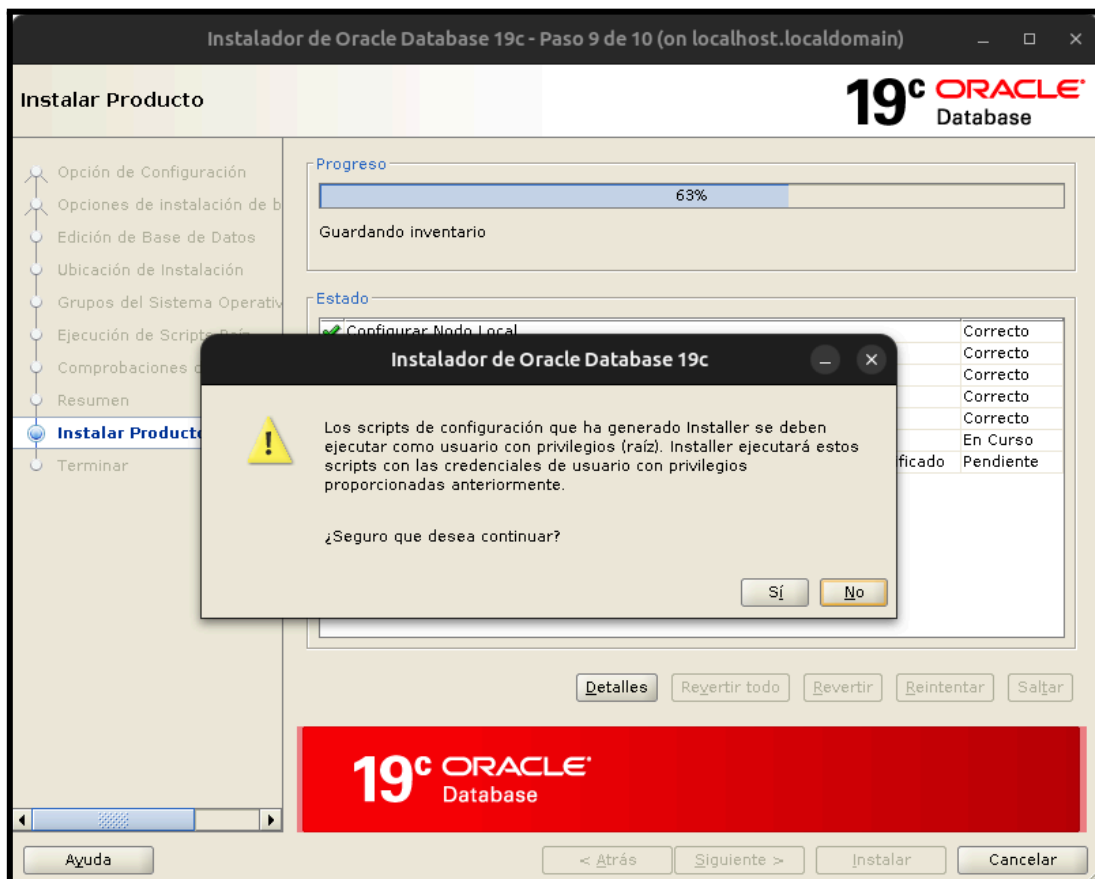 Instalador de Oracle Database 19c - Paso 9 de 10 (on localhost.localdomain)
Instalar Producto
19c ORACLE
Database
Opción de Configuración
Opciones de instalación de b
Edición de Base de Datos
Ubicación de Instalación
Grupos del Sistema Operativ
Ejecución de Scripts Raíz
Comprobaciones
Resumen
Instalar Producto
Terminar
Progreso
63%
Guardando inventario
Estado
Configurar Nodo Local
Correcto
Correcto
Correcto
Correcto
Correcto
En Curso
ificado Pendiente
Instalador de Oracle Database 19c
Los scripts de configuración que ha generado Installer se deben
ejecutar como usuario con privilegios (raíz). Installer ejecutará estos
scripts con las credenciales de usuario con privilegios
proporcionadas anteriormente.
¿Seguro que desea continuar?
Sí No
Detalles Revertir todo Revertir Reintentar Saltar
19c ORACLE
Database
Ayuda < Atrás Siguiente > Instalar Cancelar